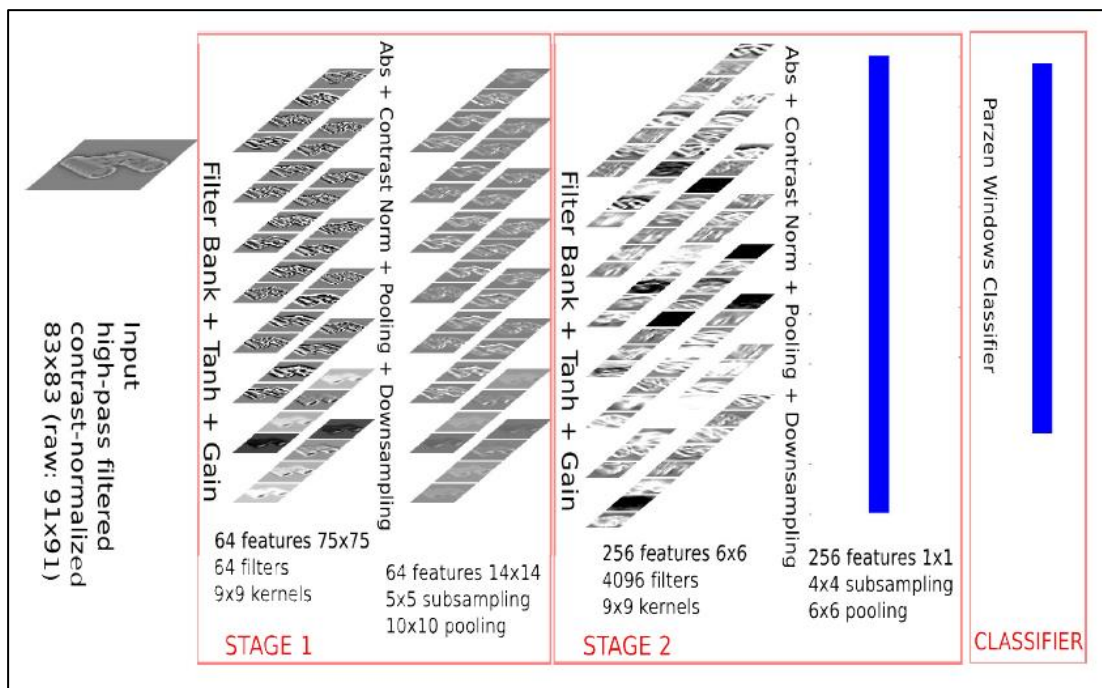 Input
high-pass filtered
contrast-normalized
83x83 (raw: 91x91)
Filter Bank + Tanh + Gain
64 features 75x75
64 filters
9x9 kernels
Abs + Contrast Norm + Pooling + Downsampling
64 features 14x14
5x5 subsampling
10x10 pooling
STAGE 1
Filter Bank + Tanh + Gain
256 features 6x6
4096 filters
9x9 kernels
Abs + Contrast Norm + Pooling + Downsampling
256 features 1x1
4x4 subsampling
6x6 pooling
STAGE 2
Parzen Windows Classifier
CLASSIFIER